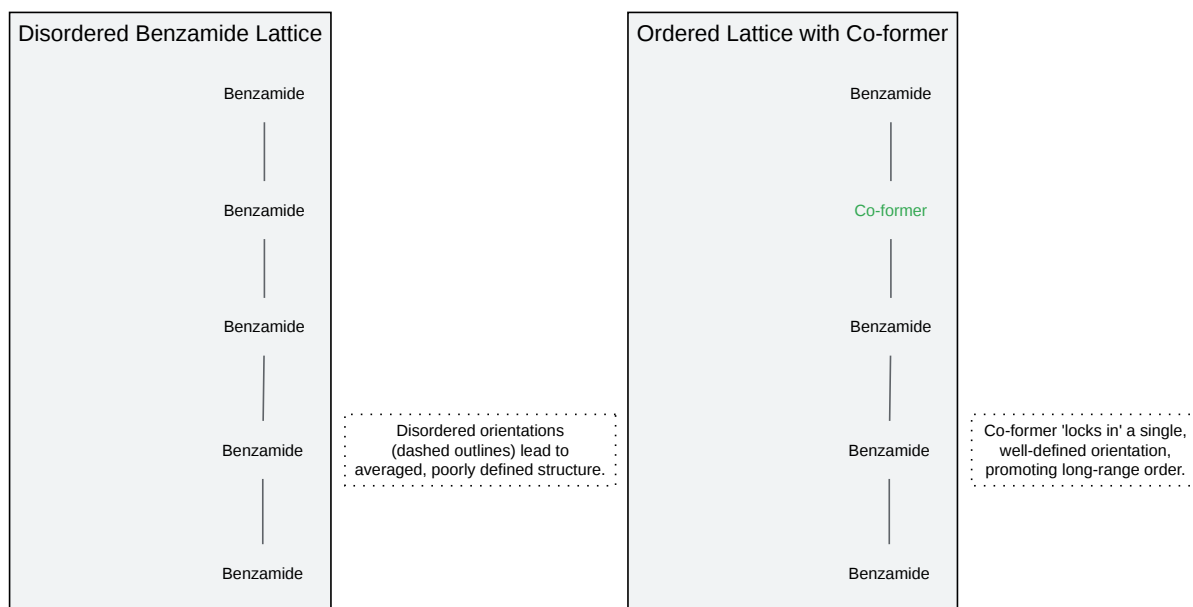 Disordered Benzamide Lattice
Benzamide
Benzamide
Benzamide
Benzamide
Benzamide
Disordered orientations
(dashed outlines) lead to
averaged, poorly defined structure.
Ordered Lattice with Co-former
Benzamide
Co-former
Benzamide
Benzamide
Benzamide
Co-former 'locks in' a single,
well-defined orientation,
promoting long-range order.